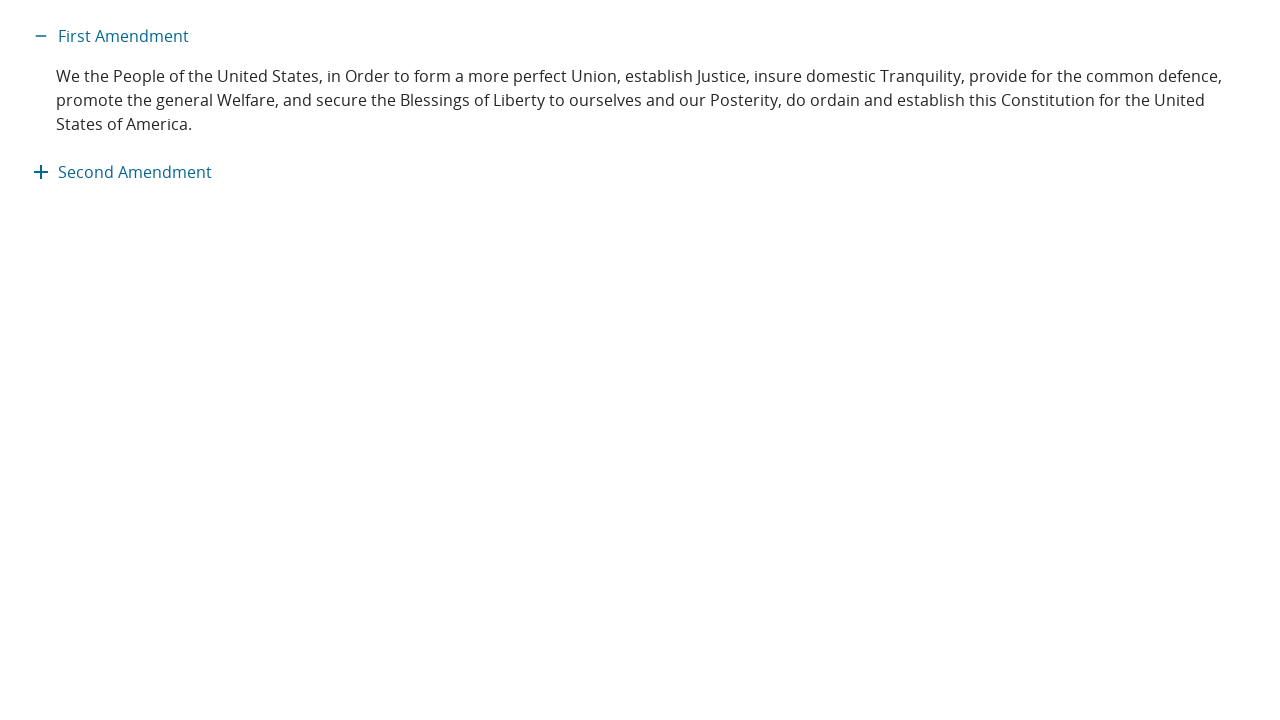 First Amendment
We the People of the United States, in Order to form a more perfect Union, establish Justice, insure domestic Tranquility, provide for the common defence,
promote the general Welfare, and secure the Blessings of Liberty to ourselves and our Posterity, do ordain and establish this Constitution for the United
States of America.
Second Amendment